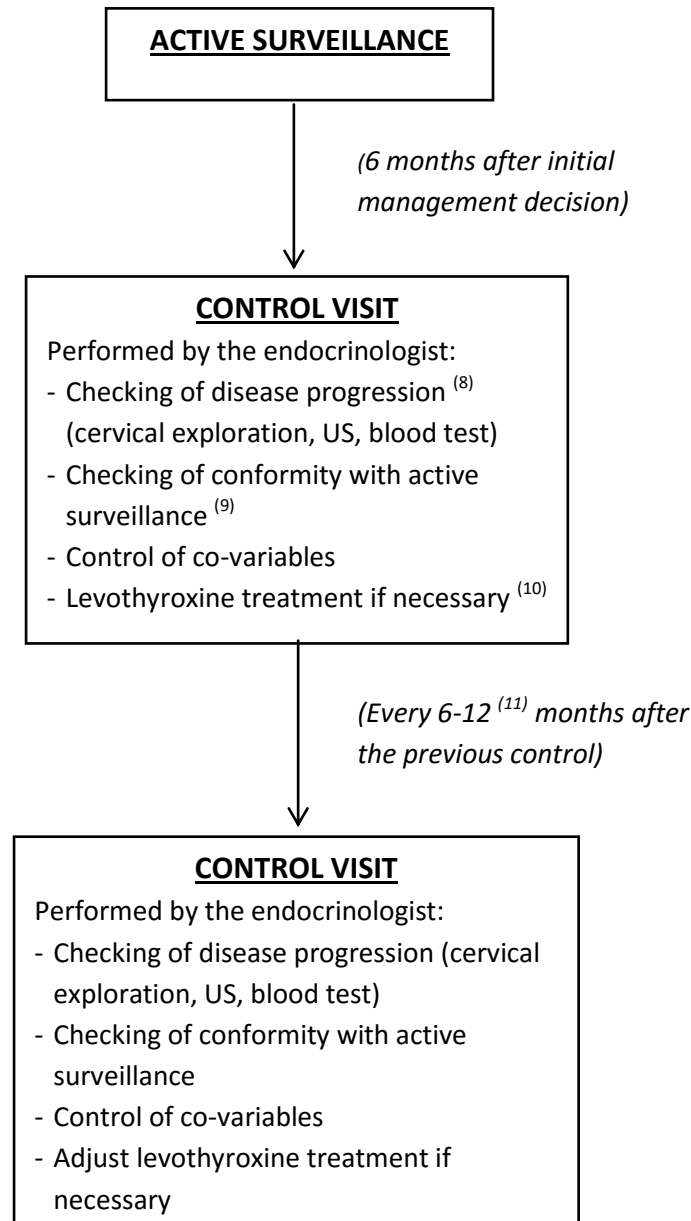 ACTIVE SURVEILLANCE
(6 months after initial
management decision)
CONTROL VISIT
Performed by the endocrinologist:
- Checking of disease progression (8)
(cervical exploration, US, blood test)
- Checking of conformity with active
surveillance (9)
- Control of co-variables
- Levothyroxine treatment if necessary (10)
(Every 6-12 (11) months after
the previous control)
CONTROL VISIT
Performed by the endocrinologist:
- Checking of disease progression (cervical
exploration, US, blood test)
- Checking of conformity with active
surveillance
- Control of co-variables
- Adjust levothyroxine treatment if
necessary